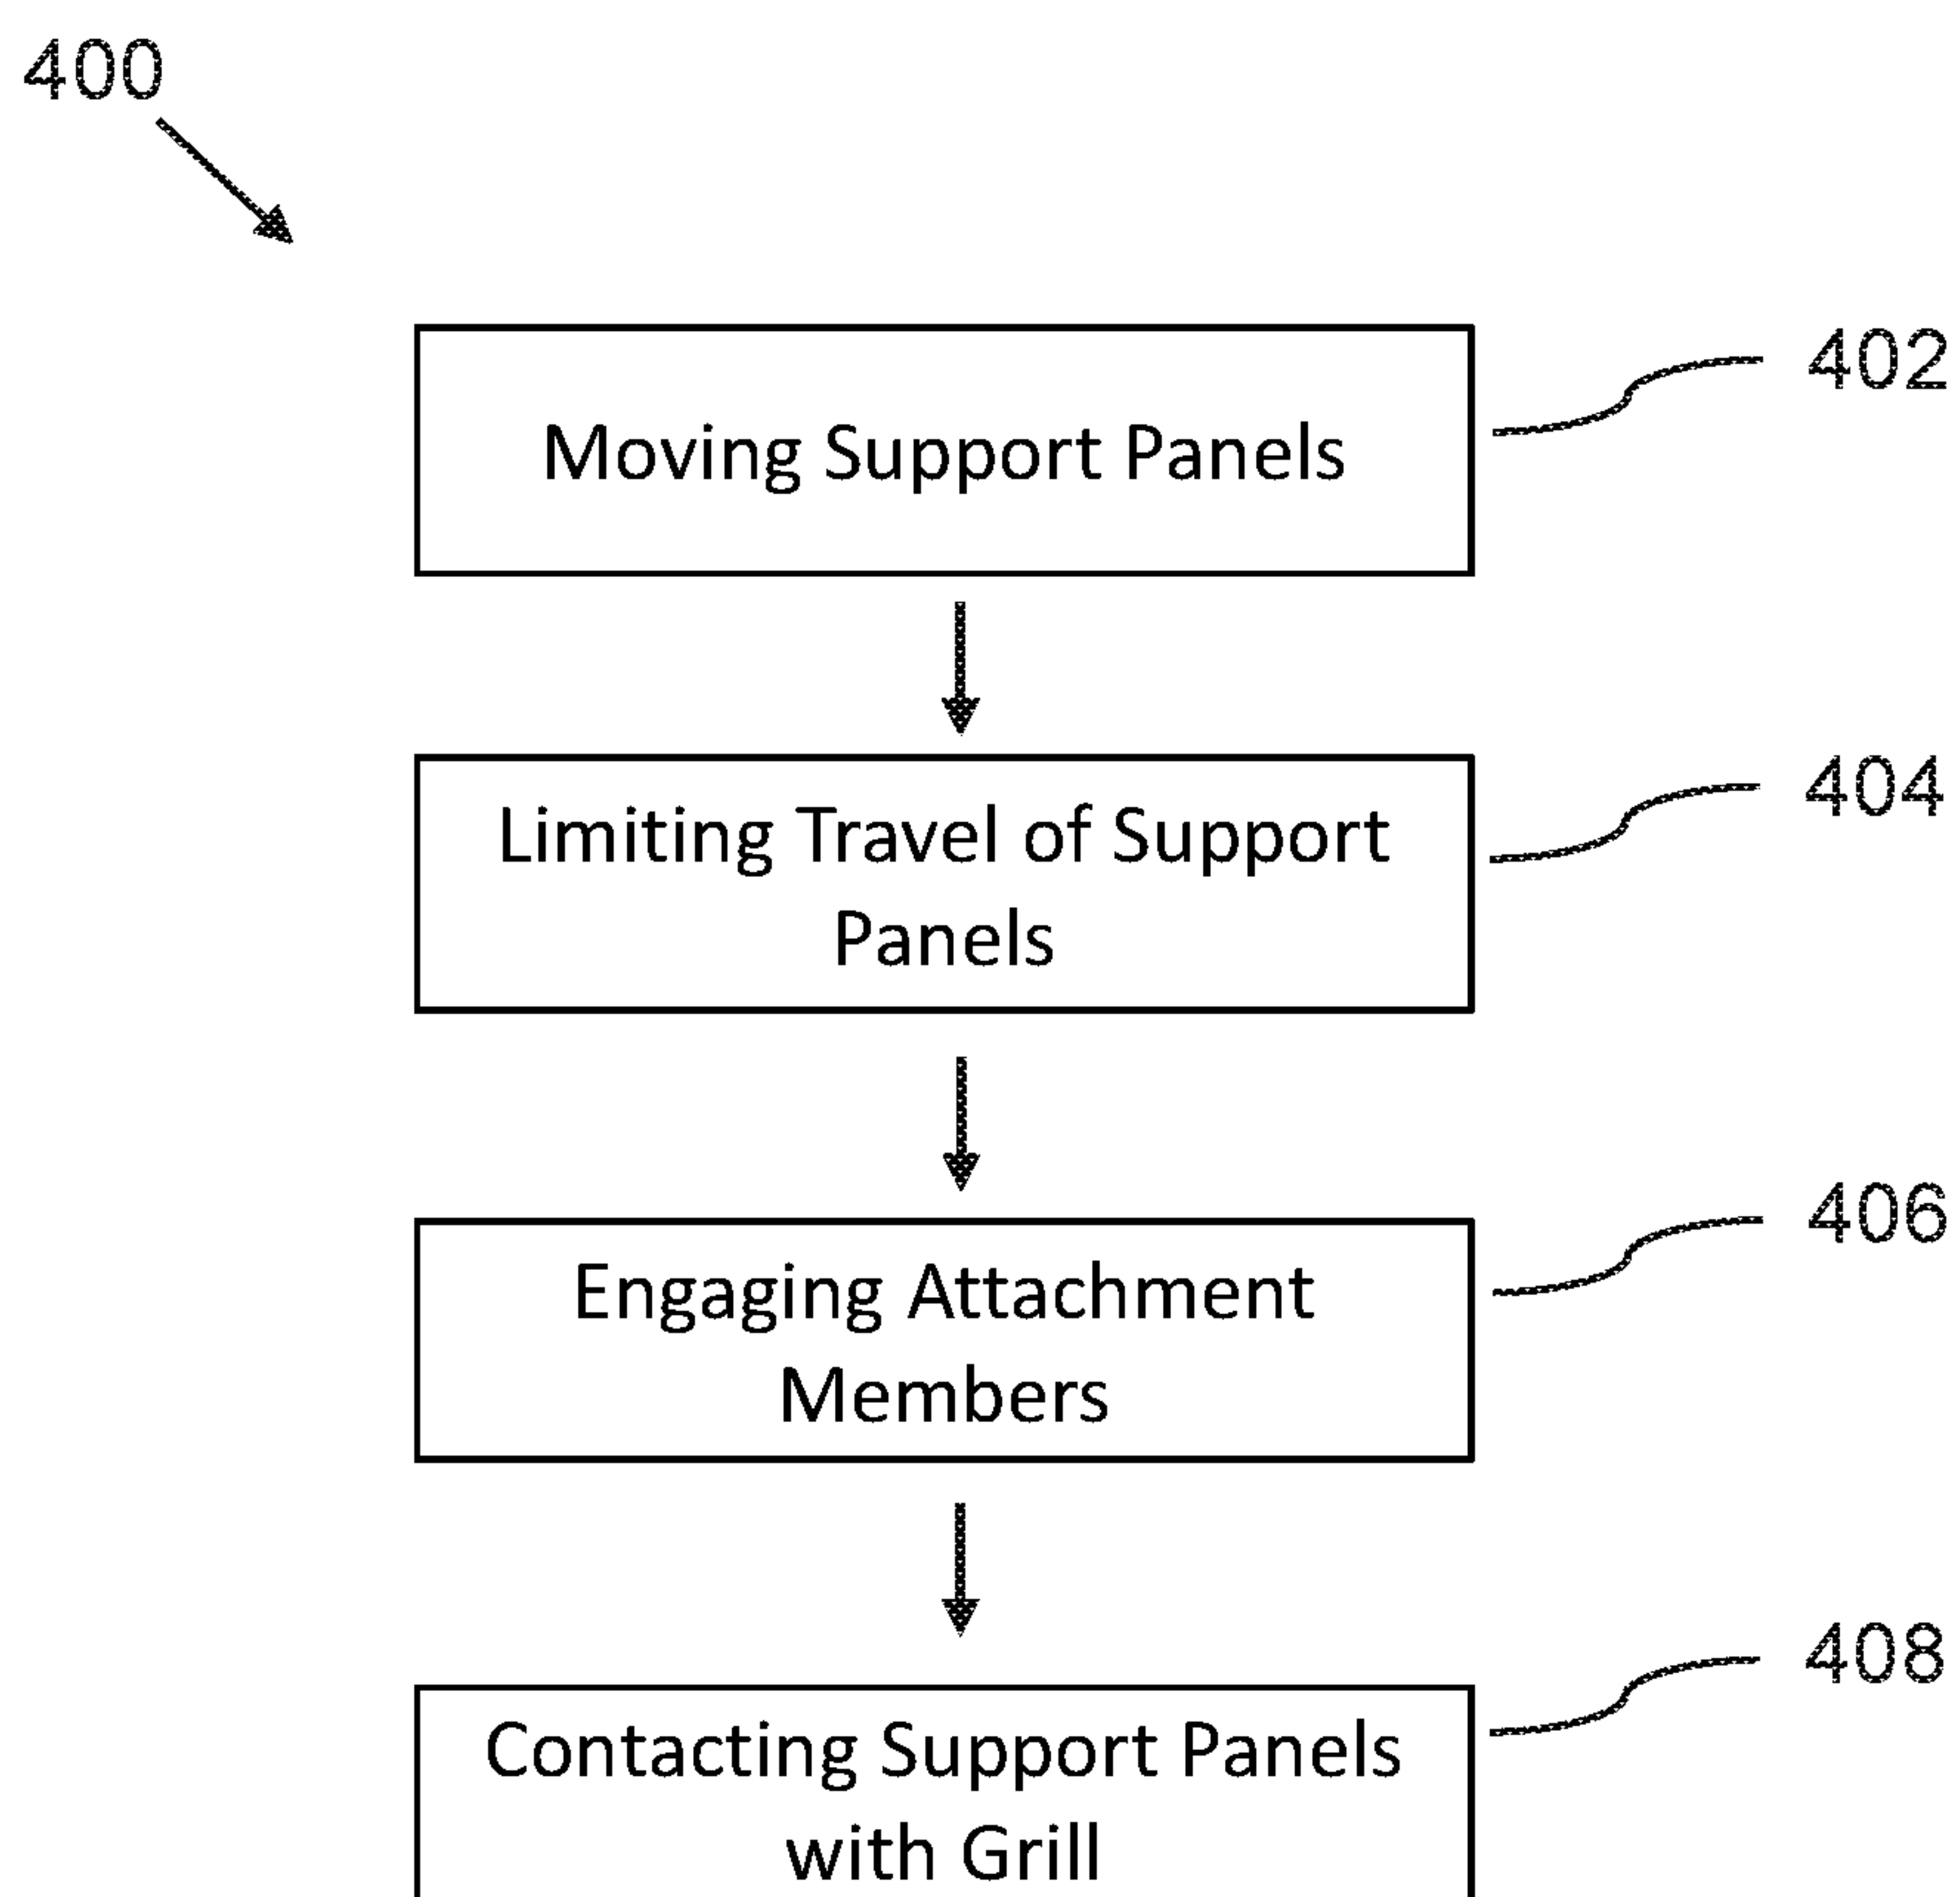 400
Moving Support Panels
402
Limiting Travel of Support
Panels
404
Engaging Attachment
Members
406
Contacting Support Panels
with Grill
408